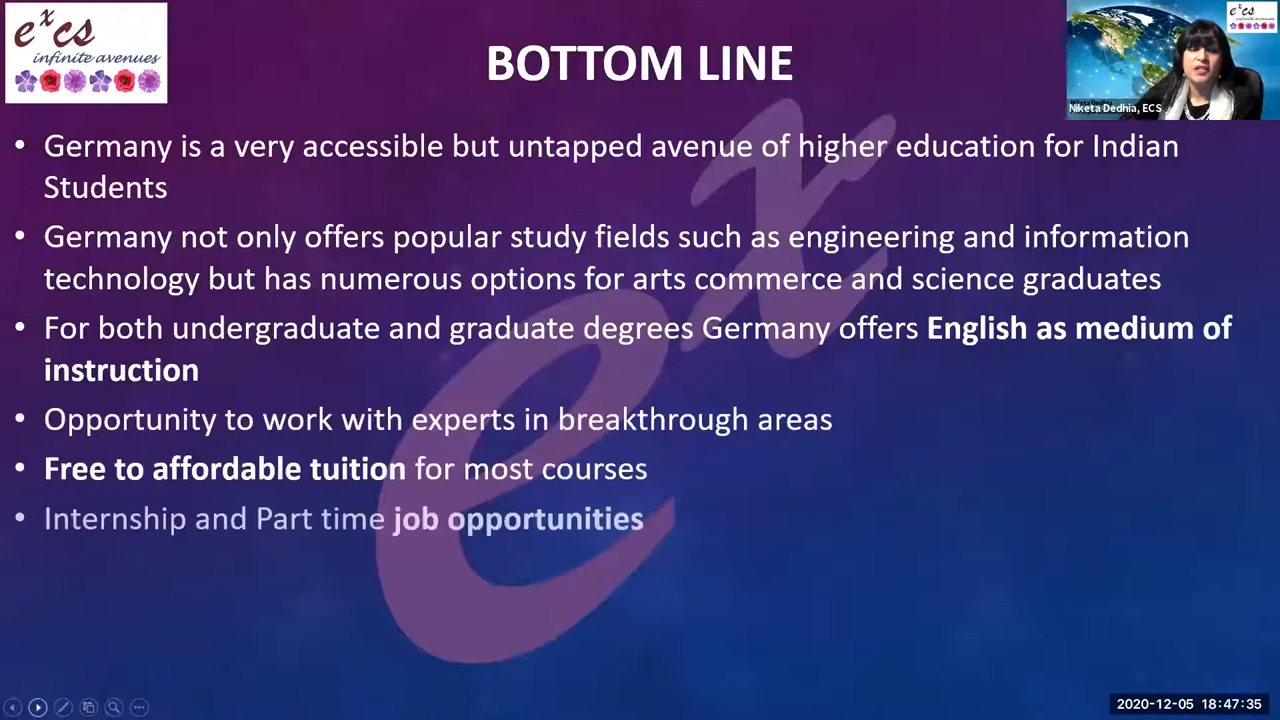 excs
infinite avenues
BOTTOM LINE
excs
infinite avenues
Niketa Dedhia, ECS
• Germany is a very accessible but untapped avenue of higher education for Indian
Students
• Germany not only offers popular study fields such as engineering and information
technology but has numerous options for arts commerce and science graduates
• For both undergraduate and graduate degrees Germany offers English as medium of
instruction
• Opportunity to work with experts in breakthrough areas
• Free to affordable tuition for most courses
• Internship and Part time job opportunities
ex
2020-12-05 18:47:35